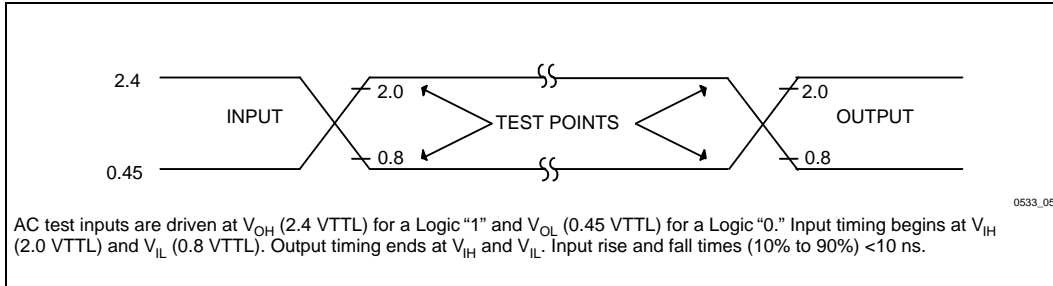 2.4
2.0
2.0
INPUT
TEST POINTS
OUTPUT
0.8
0.8
0.45
0533_05
AC test inputs are driven at VOH (2.4 VTTL) for a Logic “1” and VOL (0.45 VTTL) for a Logic “0.” Input timing begins at VIH
(2.0 VTTL) and VIL (0.8 VTTL). Output timing ends at VIH and VIL. Input rise and fall times (10% to 90%) <10 ns.